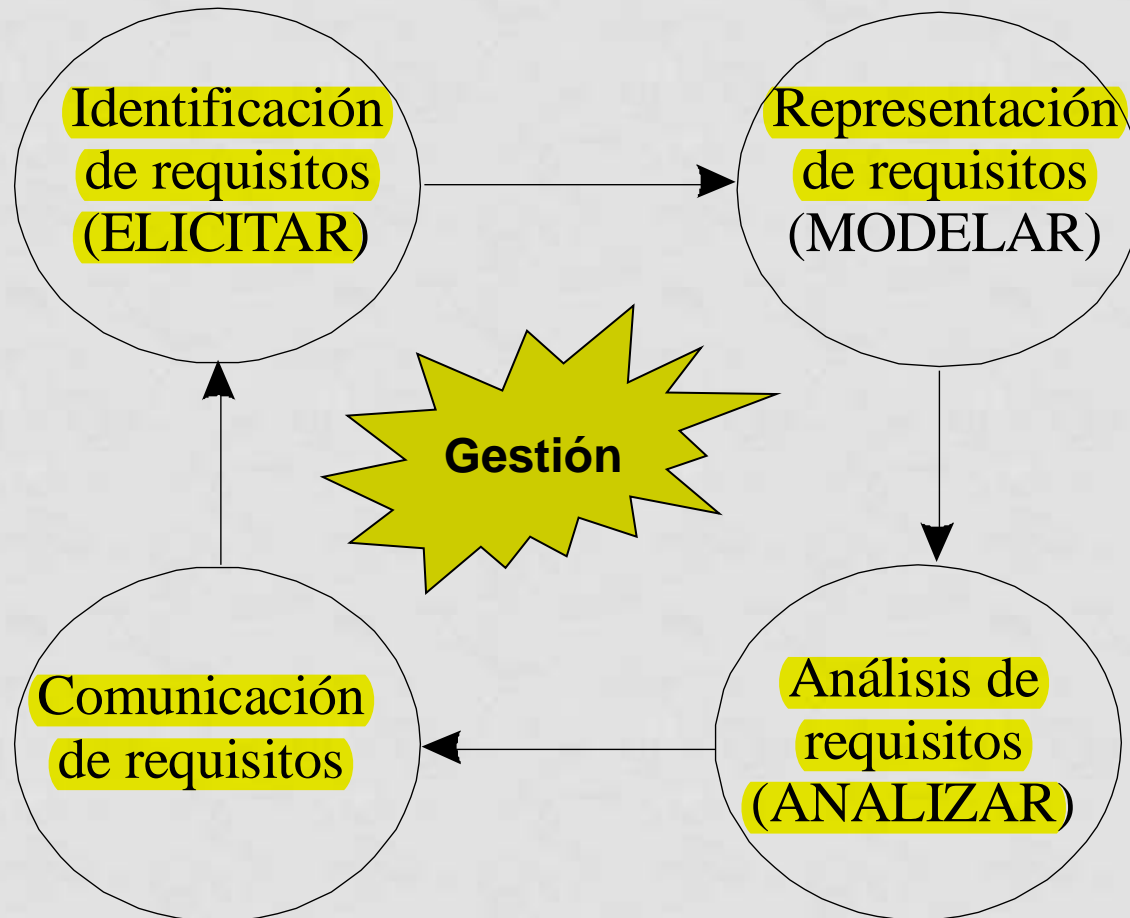 Identificación
de requisitos
(ELICITAR)
Representación
de requisitos
(MODELAR)
Gestión
Comunicación
de requisitos
Análisis de
requisitos
(ANALIZAR)